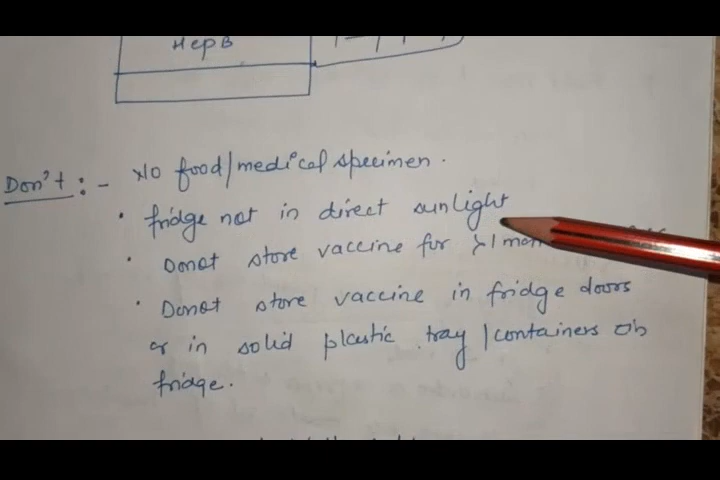 HepB
Don't :- No food/medical specimen.
• fridge not in direct sunlight
• Donot store vaccine for >1 mon
• Donot store vaccine in fridge doors
or in solid plastic tray/containers in
fridge.